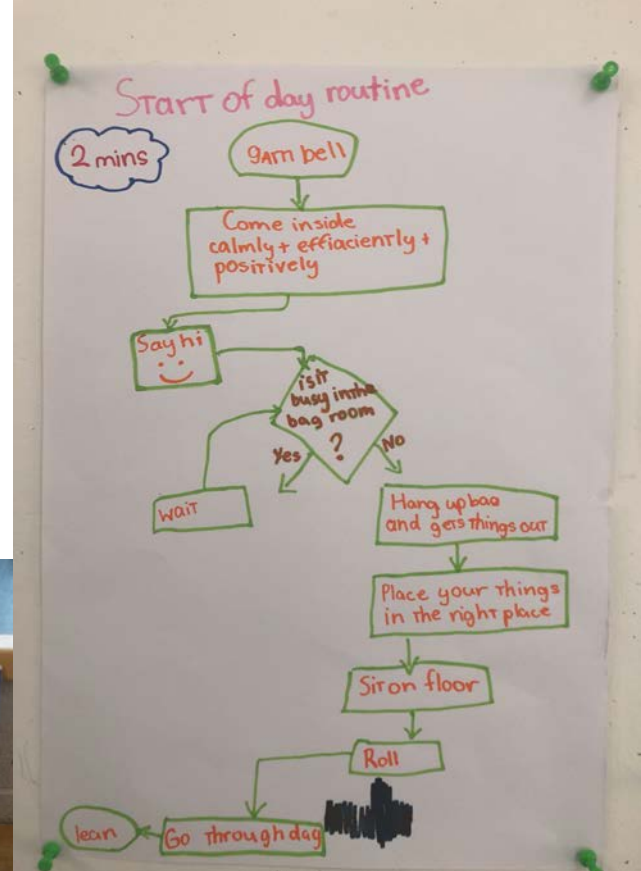 Start of day routine
2 mins
9am bell
Come inside
calmly + effiaciently +
positively
Say hi
is it
busy in the
bag room
?
Yes
No
wait
Hang up bag
and gets things out
Place your things
in the right place
Sit on floor
Roll
Go through day
lean